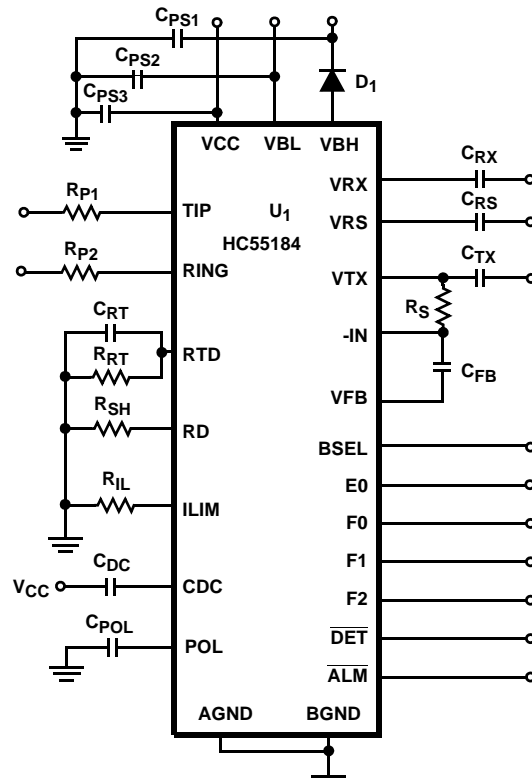 CPS1
CPS2
D1
CPS3
VCC VBL VBH
CRX
RP1
VRX
CRS
TIP U1 VRS
HC55184
RP2
CTX
RING VTX
RS
CRT
-IN
RTD
RRT
CFB
VFB
RSH
RD
BSEL
RIL
E0
ILIM
F0
CDC
F1
VCC
CDC
F2
CPOL
DET
POL
ALM
AGND BGND